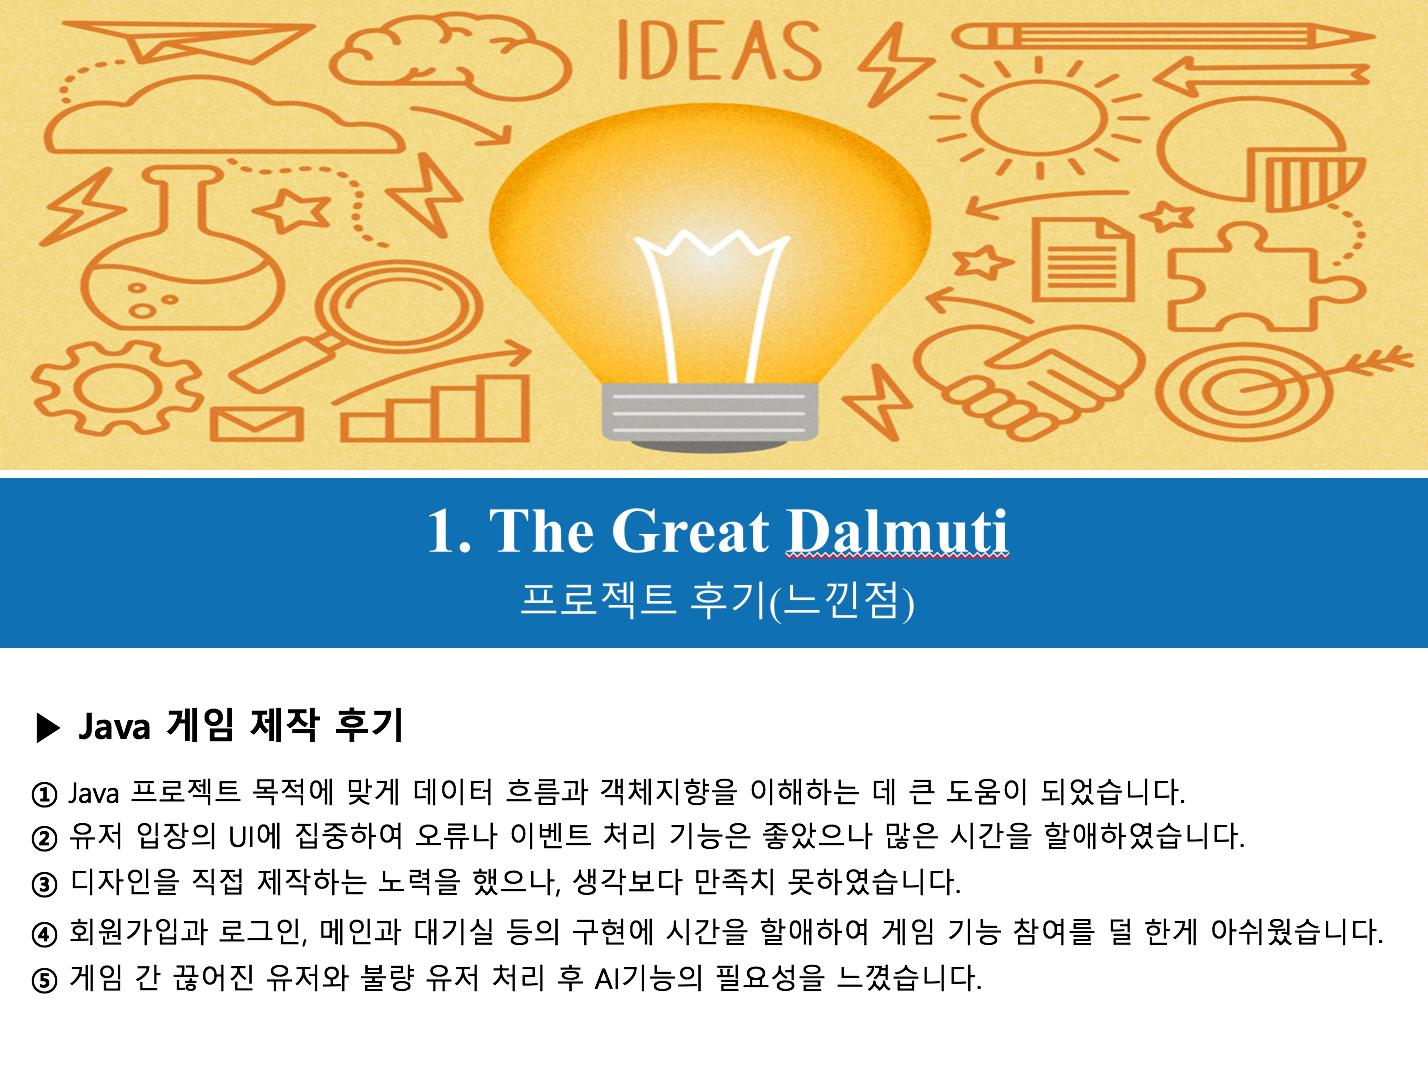 IDEAS
1. The Great Dalmuti
프로젝트 후기(느낀점)
▶ Java 게임 제작 후기
① Java 프로젝트 목적에 맞게 데이터 흐름과 객체지향을 이해하는 데 큰 도움이 되었습니다.
② 유저 입장의 UI에 집중하여 오류나 이벤트 처리 기능은 좋았으나 많은 시간을 할애하였습니다.
③ 디자인을 직접 제작하는 노력을 했으나, 생각보다 만족치 못하였습니다.
④ 회원가입과 로그인, 메인과 대기실 등의 구현에 시간을 할애하여 게임 기능 참여를 덜 한게 아쉬웠습니다.
⑤ 게임 간 끊어진 유저와 불량 유저 처리 후 AI기능의 필요성을 느꼈습니다.